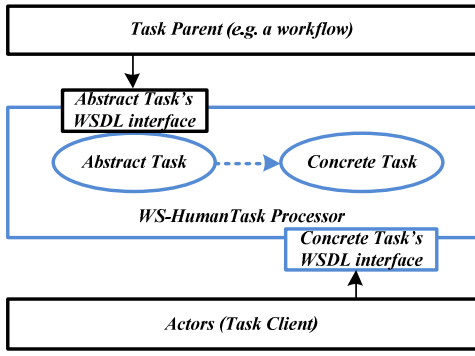 Task Parent (e.g. a workflow)
Abstract Task's
WSDL interface
Abstract Task
Concrete Task
WS-HumanTask Processor
Concrete Task's
WSDL interface
Actors (Task Client)